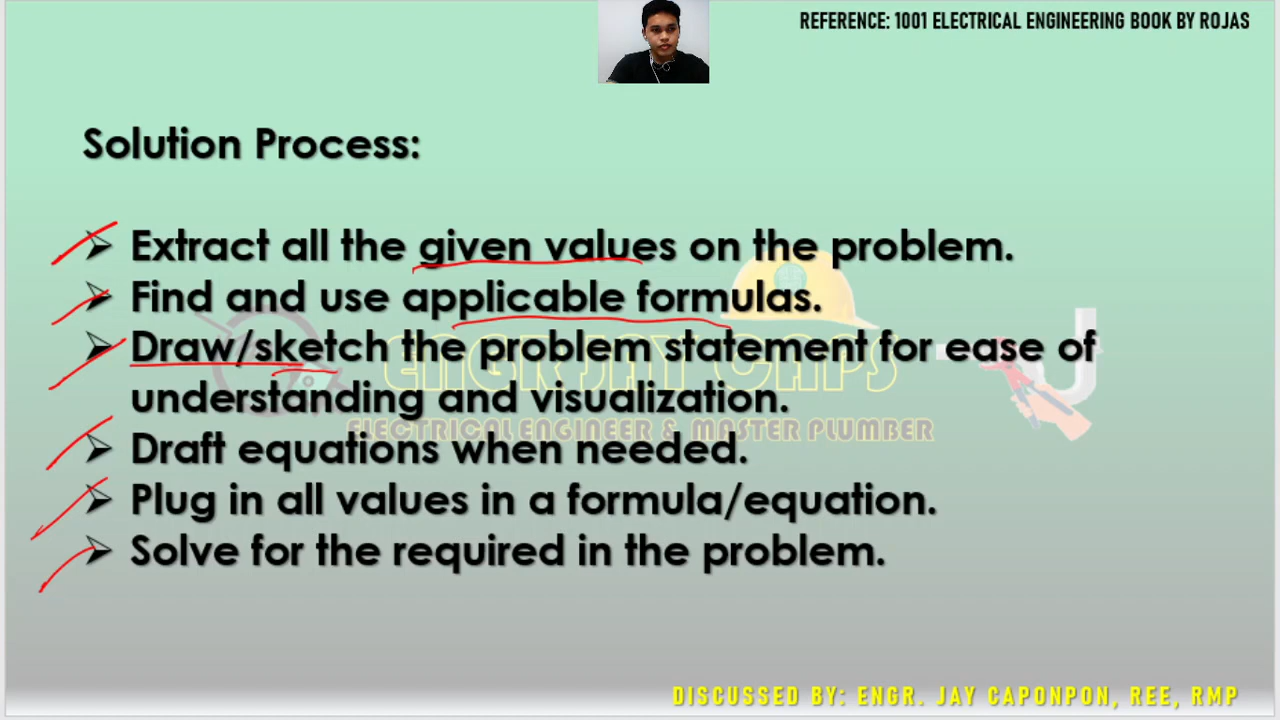 REFERENCE: 1001 ELECTRICAL ENGINEERING BOOK BY ROJAS
Solution Process:
➢ Extract all the given values on the problem.
➢ Find and use applicable formulas.
➢ Draw/sketch the problem statement for ease of
understanding and visualization.
➢ Draft equations when needed.
➢ Plug in all values in a formula/equation.
➢ Solve for the required in the problem.
ENGR JAY CAPS
ELECTRICAL ENGINEER & MASTER PLUMBER
DISCUSSED BY: ENGR. JAY CAPONPON, REE, RMP